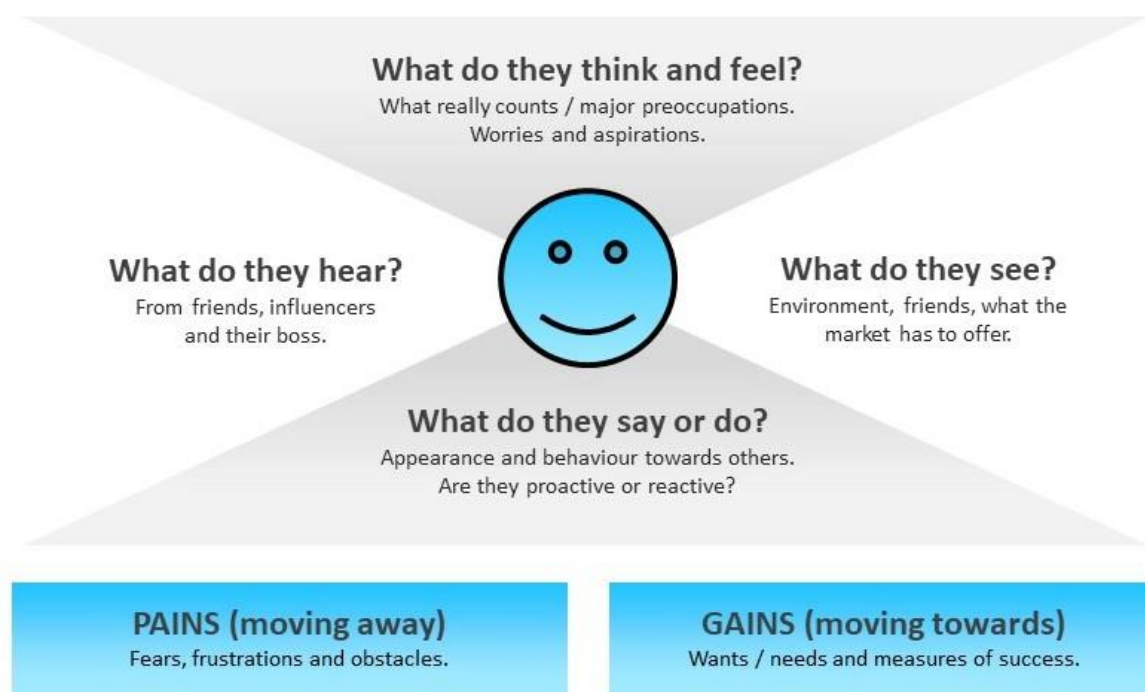 What do they think and feel?
What really counts / major preoccupations.
Worries and aspirations.
What do they hear?
From friends, influencers
and their boss.
What do they see?
Environment, friends, what the
market has to offer.
What do they say or do?
Appearance and behaviour towards others.
Are they proactive or reactive?
PAINS (moving away)
Fears, frustrations and obstacles.
GAINS (moving towards)
Wants / needs and measures of success.